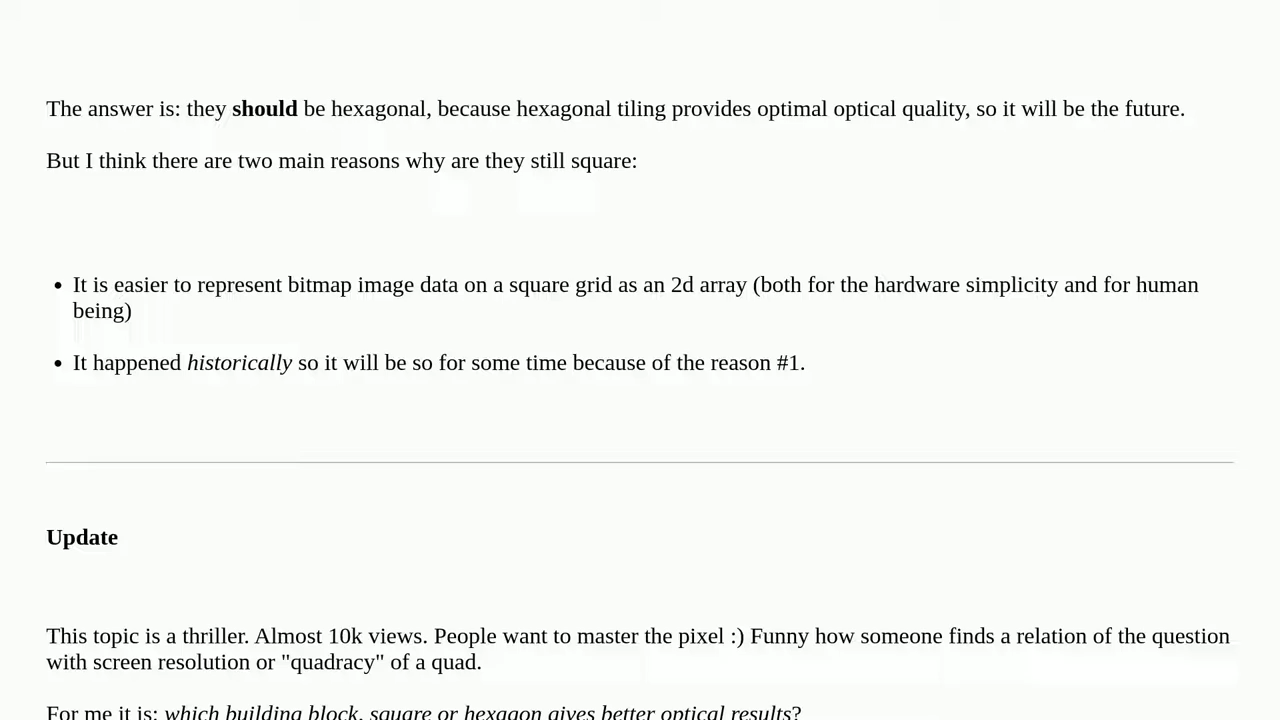 The answer is: they should be hexagonal, because hexagonal tiling provides optimal optical quality, so it will be the future.
But I think there are two main reasons why are they still square:
• It is easier to represent bitmap image data on a square grid as an 2d array (both for the hardware simplicity and for human
being)
• It happened historically so it will be so for some time because of the reason #1.
Update
This topic is a thriller. Almost 10k views. People want to master the pixel :) Funny how someone finds a relation of the question
with screen resolution or "quadracy" of a quad.
For me it is: which building block, square or hexagon gives better optical results?